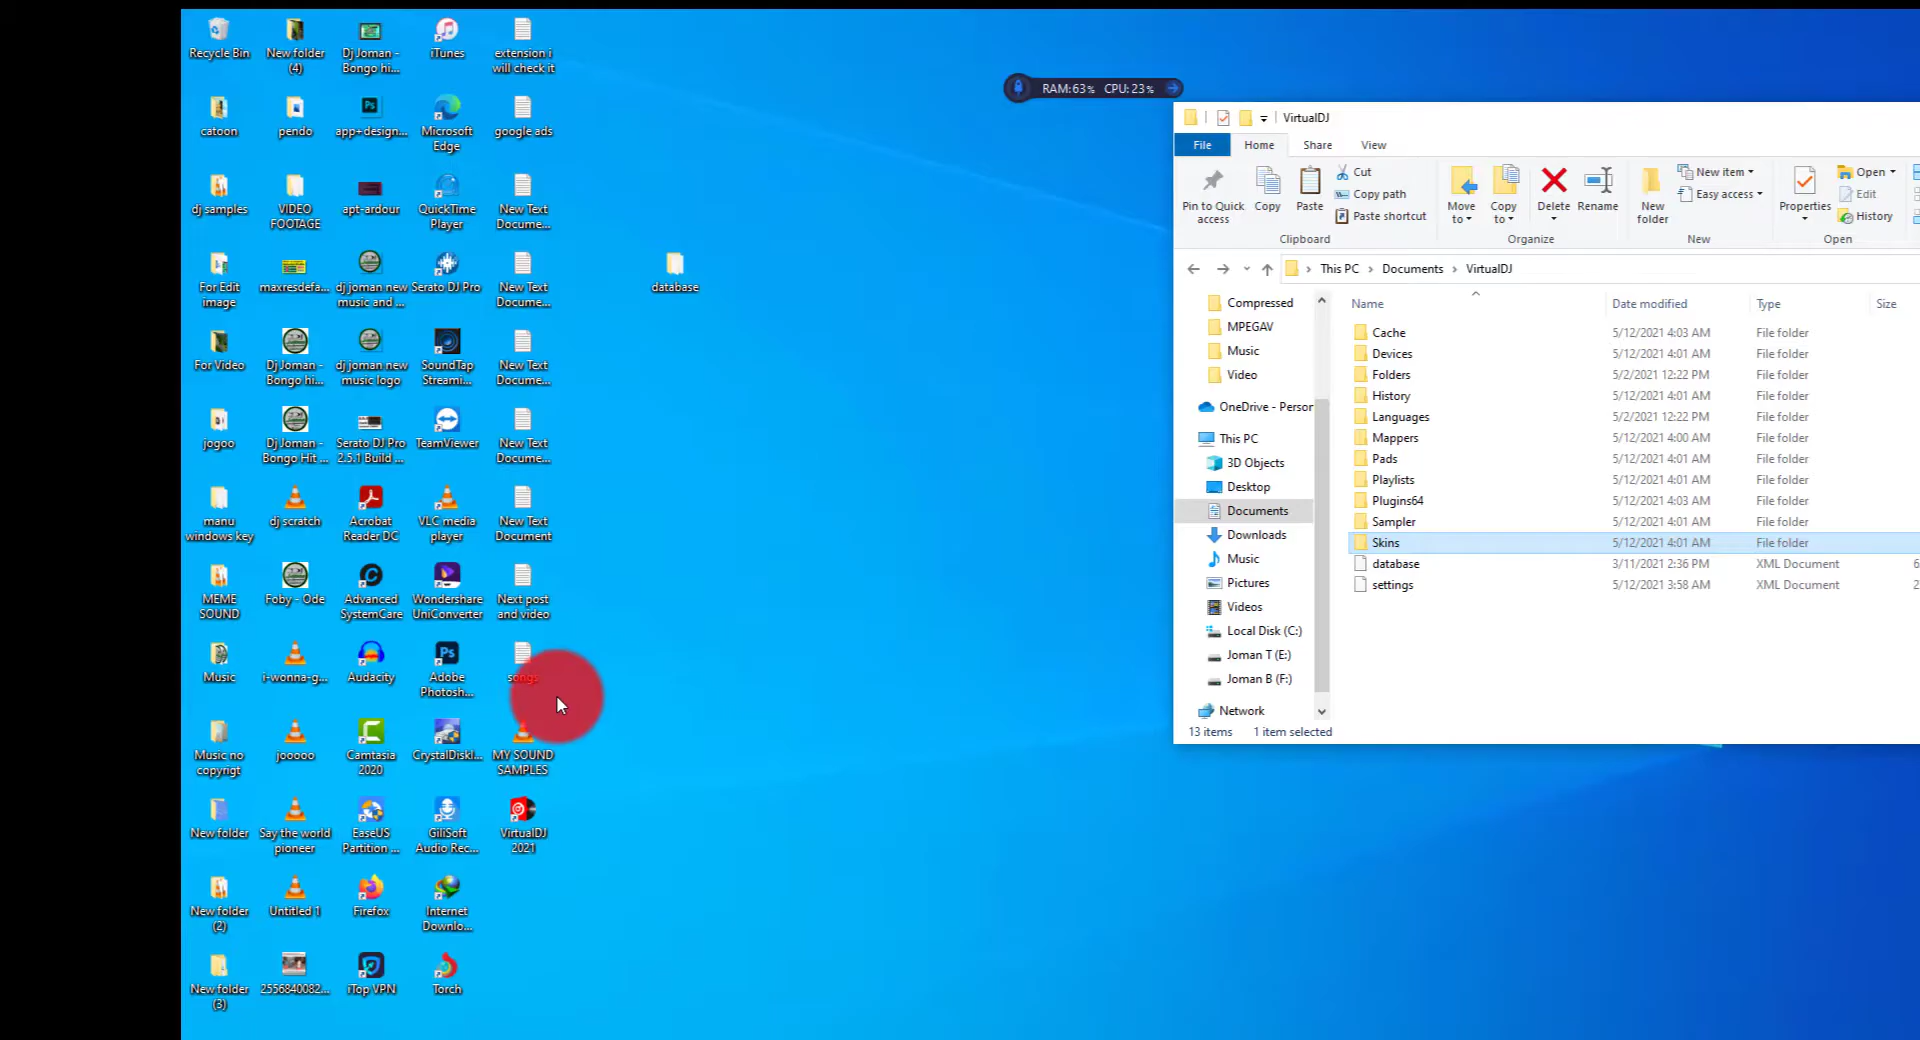 Recycle Bin
New folder
(4)
Dj Joman -
Bongo hi...
iTunes
extension i
will check it
catoon
pendo
app+design...
Microsoft
Edge
google ads
dj samples
VIDEO
FOOTAGE
apt-ardour
QuickTime
Player
New Text
Docume...
For Edit
image
maxresdefa...
dj joman new
music and ...
Serato DJ Pro
New Text
Docume...
database
For Video
Dj Joman -
Bongo hi...
dj joman new
music logo
SoundTap
Streami...
New Text
Docume...
jogoo
Dj Joman -
Bongo Hit ...
Serato DJ Pro
2.5.1 Build ...
TeamViewer
New Text
Docume...
manu
windows key
dj scratch
Acrobat
Reader DC
VLC media
player
New Text
Document
MEME
SOUND
Foby - Ode
Advanced
SystemCare
Wondershare
UniConverter
Next post
and video
Music
i-wonna-g...
Audacity
Adobe
Photosh...
songs
Music no
copyrigt
jooooo
Camtasia
2020
CrystalDiskI...
MY SOUND
SAMPLES
New folder
Say the world
pioneer
EaseUS
Partition ...
GiliSoft
Audio Rec...
VirtualDJ
2021
New folder
(2)
Untitled 1
Firefox
Internet
Downlo...
New folder
(3)
2556840082...
iTop VPN
Torch
RAM:63% CPU:23%
VirtualDJ
File Home Share View
Pin to Quick
access
Copy
Paste
Cut
Copy path
Paste shortcut
Clipboard
Move
to
Copy
to
Delete
Rename
Organize
New
folder
New item
Easy access
New
Properties
Open
Edit
History
Open
This PC > Documents > VirtualDJ
Compressed
MPEGAV
Music
Video
OneDrive - Person
This PC
3D Objects
Desktop
Documents
Downloads
Music
Pictures
Videos
Local Disk (C:)
Joman T (E:)
Joman B (F:)
Network
Name Date modified Type Size
Cache 5/12/2021 4:03 AM File folder
Devices 5/12/2021 4:01 AM File folder
Folders 5/2/2021 12:22 PM File folder
History 5/12/2021 4:01 AM File folder
Languages 5/2/2021 12:22 PM File folder
Mappers 5/12/2021 4:00 AM File folder
Pads 5/12/2021 4:01 AM File folder
Playlists 5/12/2021 4:01 AM File folder
Plugins64 5/12/2021 4:03 AM File folder
Sampler 5/12/2021 4:01 AM File folder
Skins 5/12/2021 4:01 AM File folder
database 3/11/2021 2:36 PM XML Document 6
settings 5/12/2021 3:58 AM XML Document 2
13 items 1 item selected